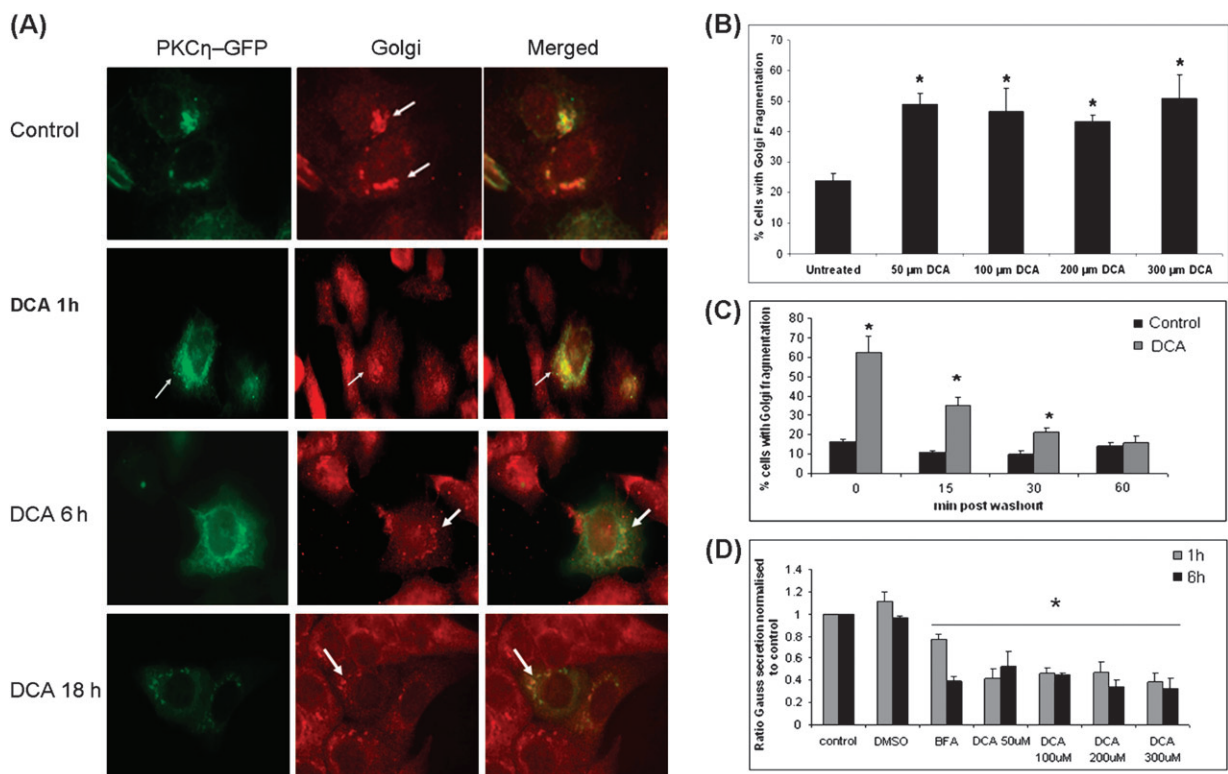 (A)
PKCη–GFP Golgi Merged
Control
DCA 1h
DCA 6 h
DCA 18 h
(B)
% Cells with Golgi Fragmentation
70
60
50
40
30
20
10
0
* * * *
Untreated 50 µm DCA 100 µm DCA 200 µm DCA 300 µm DCA
(C)
% cells with Golgi fragmentation
80
70
60
50
40
30
20
10
0
Control
DCA
* * *
0 15 30 60
min post washout
(D)
Ratio Gauss secretion normalised
to control
1.4
1.2
1
0.8
0.6
0.4
0.2
0
1h
6h
*
control DMSO BFA DCA 50uM DCA 100uM DCA 200uM DCA 300uM